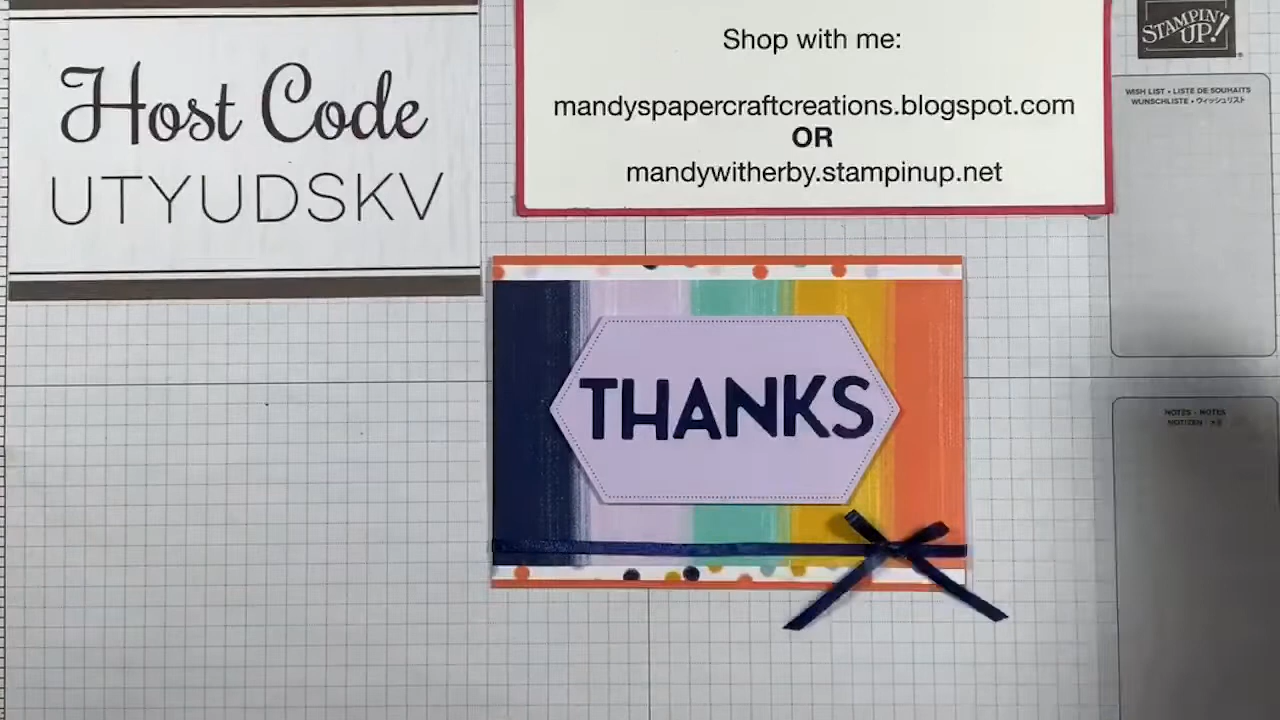 Host Code
UTYUDSKV
Shop with me:
mandyspapercraftcreations.blogspot.com
OR
mandywitherby.stampinup.net
STAMPIN'
UP!
WISH LIST • LISTE DE SOUHAITS
WUNSCHLISTE • ウィッシュリスト
NOTES • NOTES
NOTIZEN
THANKS